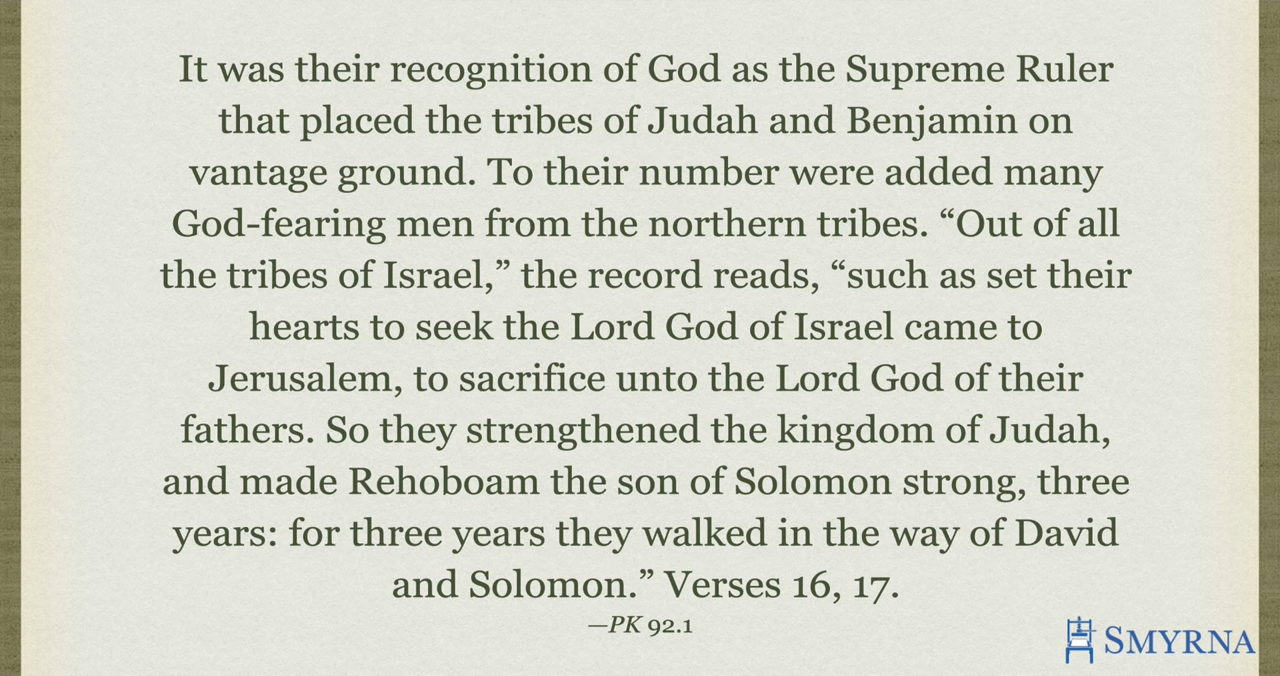 It was their recognition of God as the Supreme Ruler
that placed the tribes of Judah and Benjamin on
vantage ground. To their number were added many
God-fearing men from the northern tribes. “Out of all
the tribes of Israel,” the record reads, “such as set their
hearts to seek the Lord God of Israel came to
Jerusalem, to sacrifice unto the Lord God of their
fathers. So they strengthened the kingdom of Judah,
and made Rehoboam the son of Solomon strong, three
years: for three years they walked in the way of David
and Solomon.” Verses 16, 17.
—PK 92.1
SMYRNA